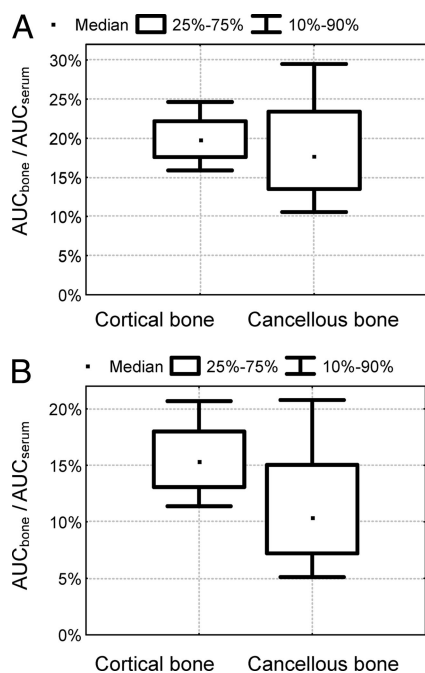 A
Median 25%-75% 10%-90%
30%
25%
20%
15%
10%
5%
0%
AUCbone / AUCserum
Cortical bone Cancellous bone
B
Median 25%-75% 10%-90%
20%
15%
10%
5%
0%
AUCbone / AUCserum
Cortical bone Cancellous bone